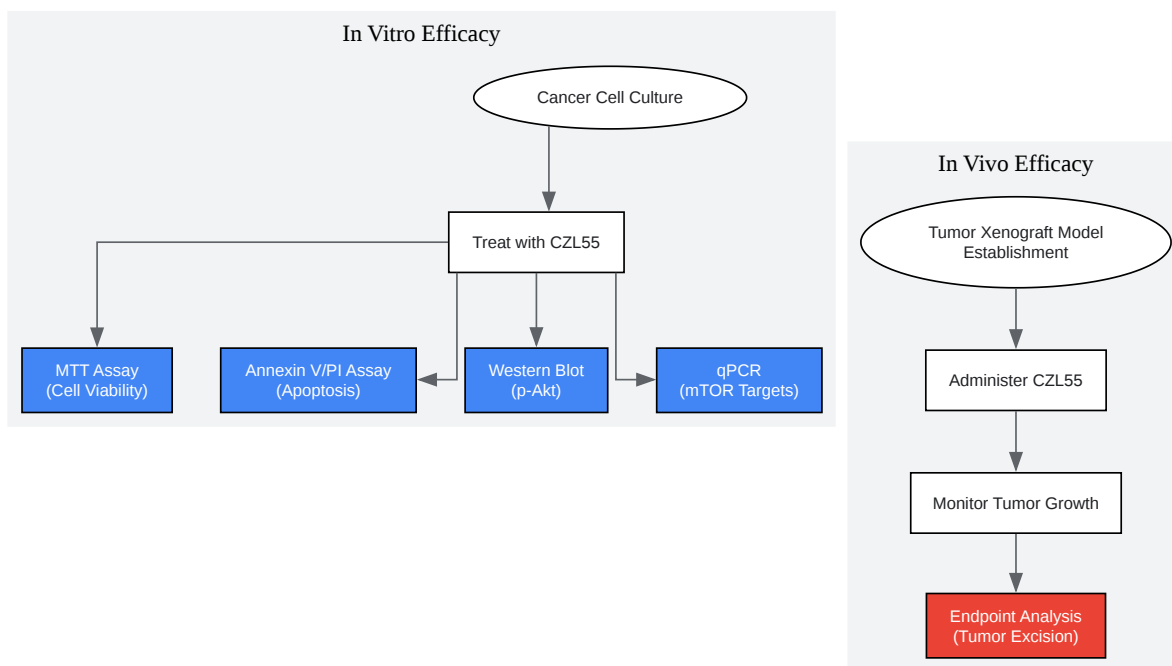 In Vitro Efficacy
Cancer Cell Culture
Treat with CZL55
MTT Assay
(Cell Viability)
Annexin V/PI Assay
(Apoptosis)
Western Blot
(p-Akt)
qPCR
(mTOR Targets)
In Vivo Efficacy
Tumor Xenograft Model
Establishment
Administer CZL55
Monitor Tumor Growth
Endpoint Analysis
(Tumor Excision)